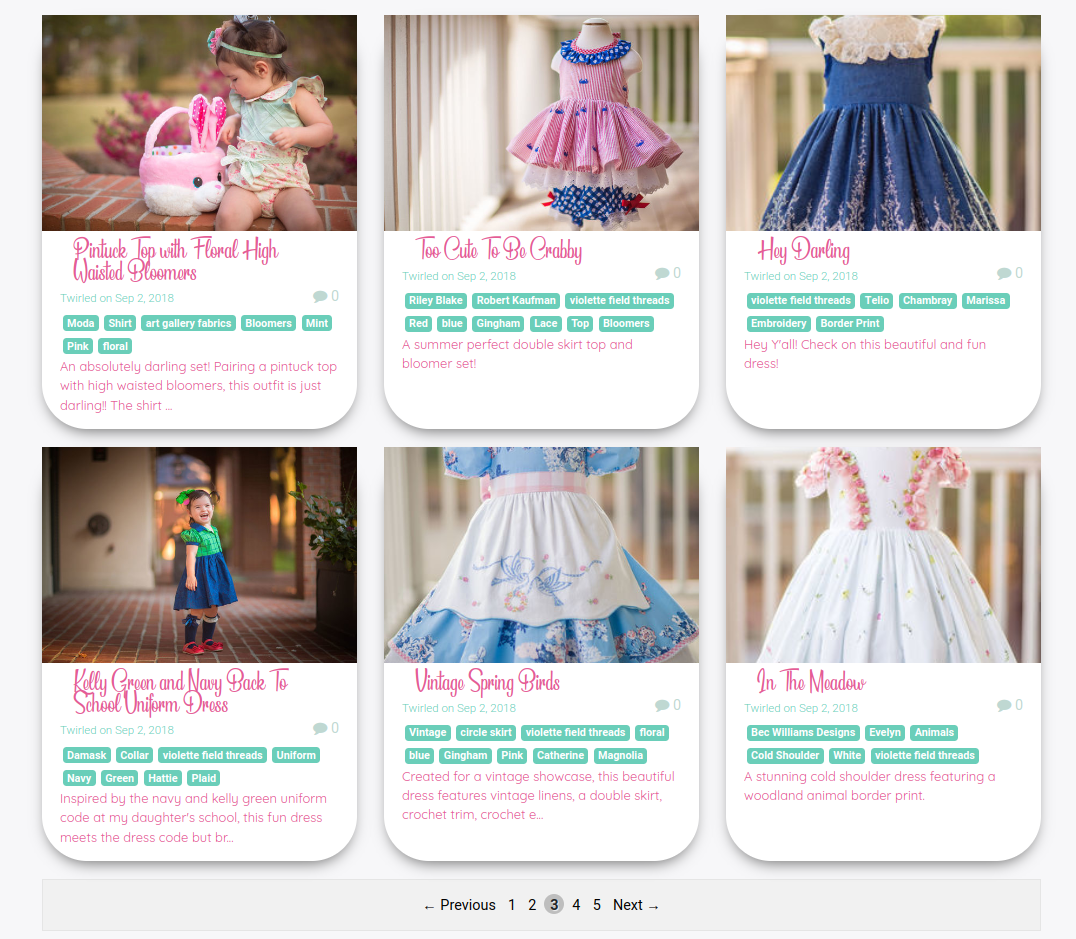 Pintuck Top with Floral High
Waisted Bloomers
Twirled on Sep 2, 2018
0
Moda Shirt art gallery fabrics Bloomers Mint
Pink floral
An absolutely darling set! Pairing a pintuck top
with high waisted bloomers, this outfit is just
darling!! The shirt ...
Too Cute To Be Crabby
Twirled on Sep 2, 2018
0
Riley Blake Robert Kaufman violette field threads
Red blue Gingham Lace Top Bloomers
A summer perfect double skirt top and
bloomer set!
Hey Darling
Twirled on Sep 2, 2018
0
violette field threads Telio Chambray Marissa
Embroidery Border Print
Hey Y'all! Check on this beautiful and fun
dress!
Kelly Green and Navy Back To
School Uniform Dress
Twirled on Sep 2, 2018
0
Damask Collar violette field threads Uniform
Navy Green Hattie Plaid
Inspired by the navy and kelly green uniform
code at my daughter's school, this fun dress
meets the dress code but br...
Vintage Spring Birds
Twirled on Sep 2, 2018
0
Vintage circle skirt violette field threads floral
blue Gingham Pink Catherine Magnolia
Created for a vintage showcase, this beautiful
dress features vintage linens, a double skirt,
crochet trim, crochet e...
In The Meadow
Twirled on Sep 2, 2018
0
Bec Williams Designs Evelyn Animals
Cold Shoulder White violette field threads
A stunning cold shoulder dress featuring a
woodland animal border print.
← Previous 1 2 3 4 5 Next →